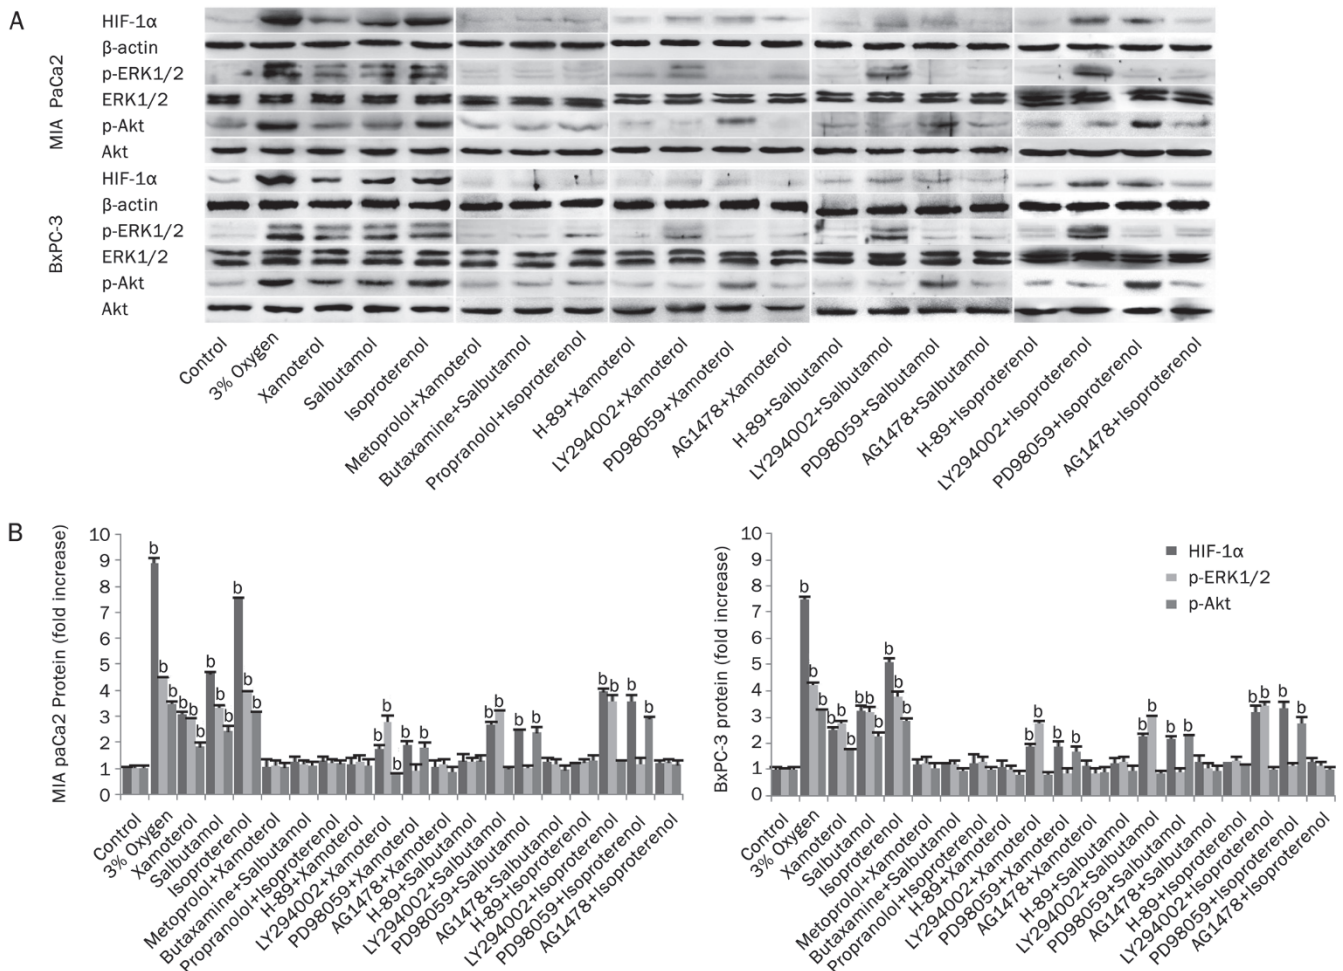 A
MIA PaCa2
HIF-1α
β-actin
p-ERK1/2
ERK1/2
p-Akt
Akt
BxPC-3
HIF-1α
β-actin
p-ERK1/2
ERK1/2
p-Akt
Akt
Control
3% Oxygen
Xamoterol
Salbutamol
Isoproterenol
Metoprolol+Xamoterol
Butaxamine+Salbutamol
Propranolol+Isoproterenol
H-89+Xamoterol
LY294002+Xamoterol
PD98059+Xamoterol
AG1478+Xamoterol
H-89+Salbutamol
LY294002+Salbutamol
PD98059+Salbutamol
AG1478+Salbutamol
H-89+Isoproterenol
LY294002+Isoproterenol
PD98059+Isoproterenol
AG1478+Isoproterenol
B
MIA paCa2 Protein (fold increase)
10
9
8
7
6
5
4
3
2
1
0
b b b b b b b b b b b b b b b b b b b b b b b b b
Control
3% Oxygen
Xamoterol
Salbutamol
Isoproterenol
Metoprolol+Xamoterol
Butaxamine+Salbutamol
Propranolol+Isoproterenol
H-89+Xamoterol
LY294002+Xamoterol
PD98059+Xamoterol
AG1478+Xamoterol
H-89+Salbutamol
LY294002+Salbutamol
PD98059+Salbutamol
AG1478+Salbutamol
H-89+Isoproterenol
LY294002+Isoproterenol
PD98059+Isoproterenol
AG1478+Isoproterenol
BxPC-3 protein (fold increase)
10
9
8
7
6
5
4
3
2
1
0
b b b b b b b b b b b b b b b b b b b b b b b b
HIF-1α
p-ERK1/2
p-Akt
Control
3% Oxygen
Xamoterol
Salbutamol
Isoproterenol
Metoprolol+Xamoterol
Butaxamine+Salbutamol
Propranolol+Isoproterenol
H-89+Xamoterol
LY294002+Xamoterol
PD98059+Xamoterol
AG1478+Xamoterol
H-89+Salbutamol
LY294002+Salbutamol
PD98059+Salbutamol
AG1478+Salbutamol
H-89+Isoproterenol
LY294002+Isoproterenol
PD98059+Isoproterenol
AG1478+Isoproterenol